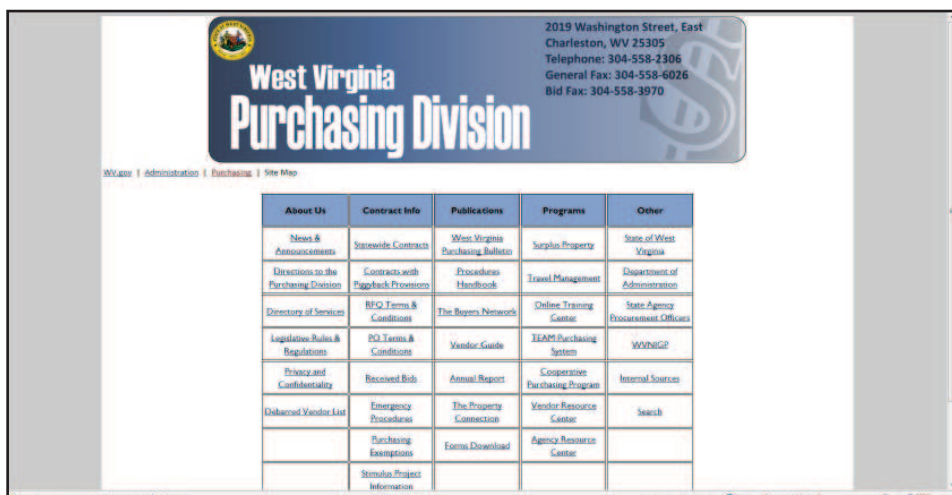 2019 Washington Street, East
Charleston, WV 25305
Telephone: 304-558-2306
General Fax: 304-558-6026
Bid Fax: 304-558-3970
West Virginia
Purchasing Division
WV.gov | Administration | Purchasing | Site Map
About Us Contract Info Publications Programs Other
News & Announcements Statewide Contracts West Virginia Purchasing Bulletin Surplus Property State of West Virginia
Directions to the Purchasing Division Contracts with Piggyback Provisions Procedures Handbook Travel Management Department of Administration
Directory of Services RFQ Terms & Conditions The Buyers Network Online Training Center State Agency Procurement Officers
Legislative Rules & Regulations PO Terms & Conditions Vendor Guide TEAM Purchasing System WVNIGP
Privacy and Confidentiality Received Bids Annual Report Cooperative Purchasing Program Internal Sources
Debarred Vendor List Emergency Procedures The Property Connection Vendor Resource Center Search
Purchasing Exemptions Forms Download Agency Resource Center
Stimulus Project Information